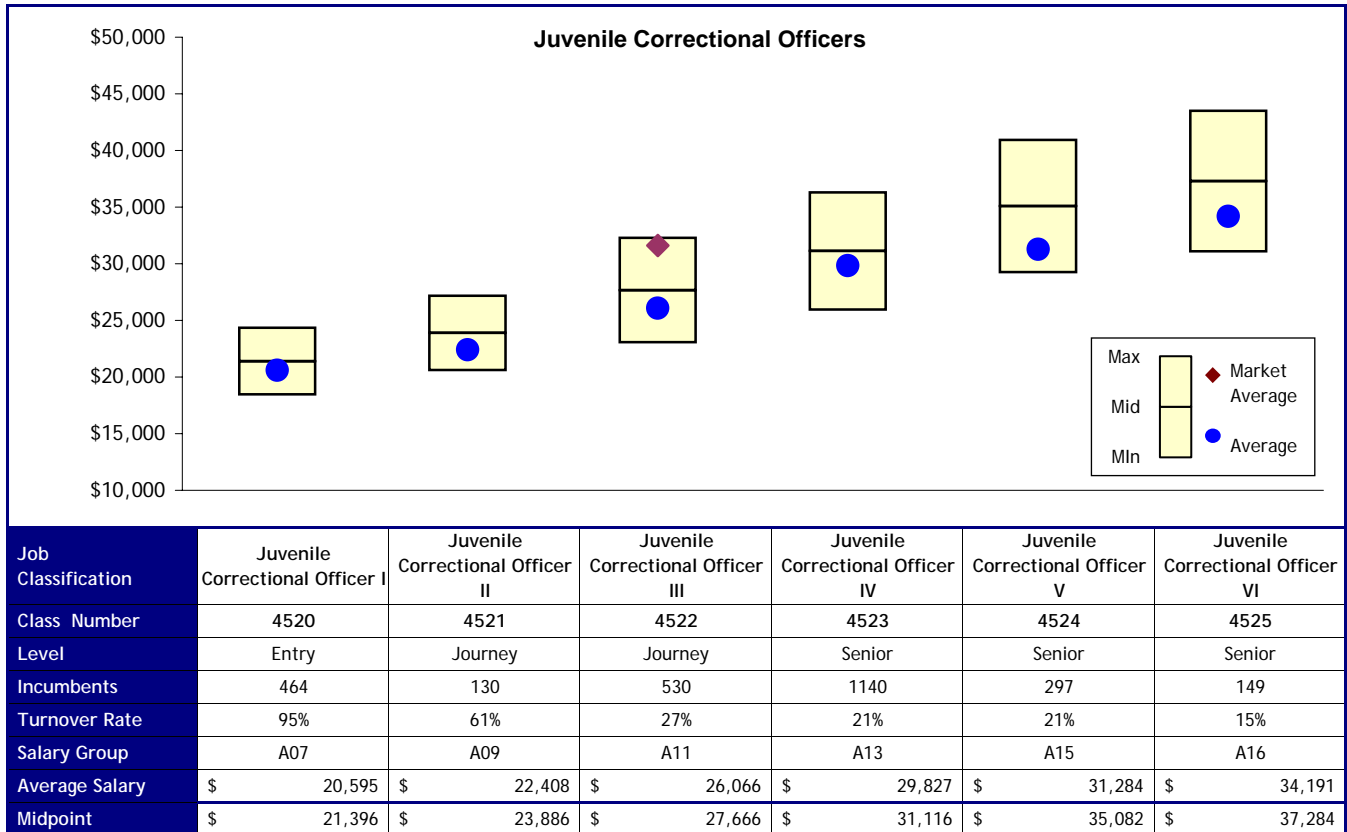 Juvenile Correctional Officers
$50,000
$45,000
$40,000
$35,000
$30,000
$25,000
$20,000
$15,000
$10,000
Max
Mid
MIn
Market
Average
Average
Job
Classification
Juvenile
Correctional Officer I
Juvenile
Correctional Officer
II
Juvenile
Correctional Officer
III
Juvenile
Correctional Officer
IV
Juvenile
Correctional Officer
V
Juvenile
Correctional Officer
VI
Class Number 4520 4521 4522 4523 4524 4525
Level Entry Journey Journey Senior Senior Senior
Incumbents 464 130 530 1140 297 149
Turnover Rate 95% 61% 27% 21% 21% 15%
Salary Group A07 A09 A11 A13 A15 A16
Average Salary $ 20,595 $ 22,408 $ 26,066 $ 29,827 $ 31,284 $ 34,191
Midpoint $ 21,396 $ 23,886 $ 27,666 $ 31,116 $ 35,082 $ 37,284